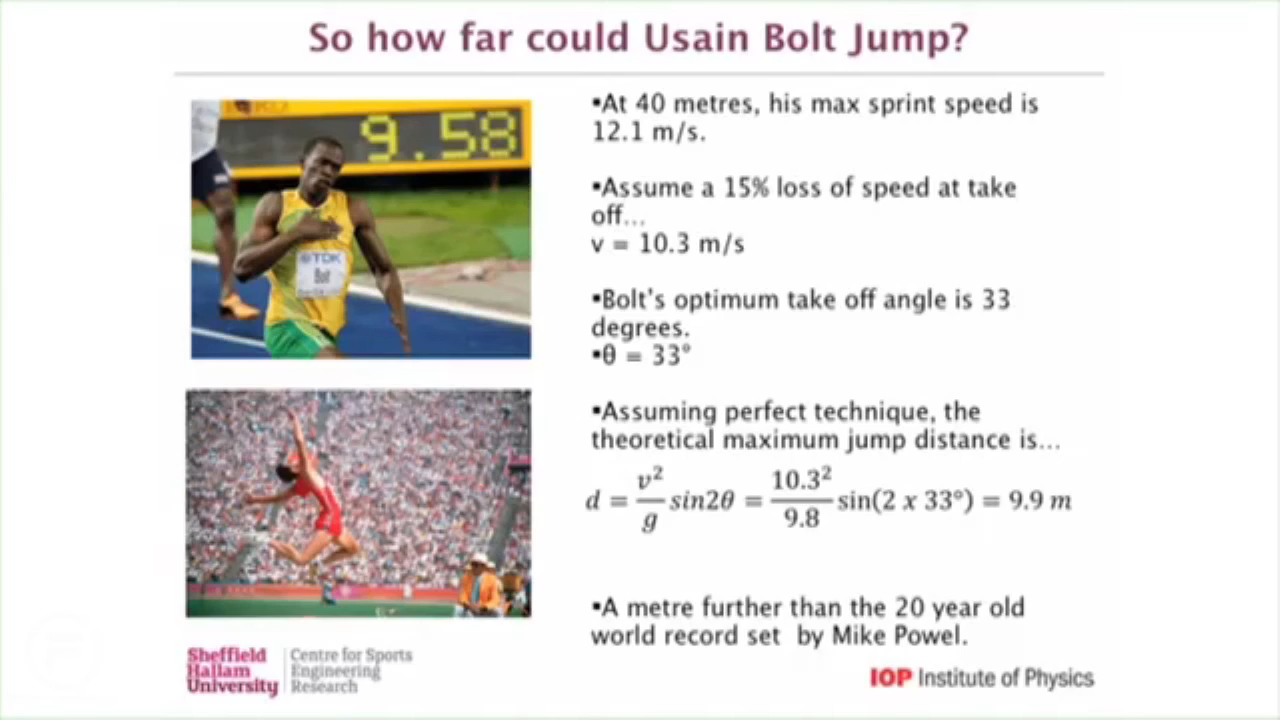 So how far could Usain Bolt Jump?
9.58
TDK
Bolt
▪At 40 metres, his max sprint speed is
12.1 m/s.
▪Assume a 15% loss of speed at take
off...
v = 10.3 m/s
▪Bolt's optimum take off angle is 33
degrees.
▪θ = 33°
▪Assuming perfect technique, the
theoretical maximum jump distance is...
d = v²/g sin2θ = 10.3²/9.8 sin(2 x 33°) = 9.9 m
▪A metre further than the 20 year old
world record set by Mike Powel.
Sheffield
Hallam
University
Centre for Sports
Engineering
Research
IOP Institute of Physics